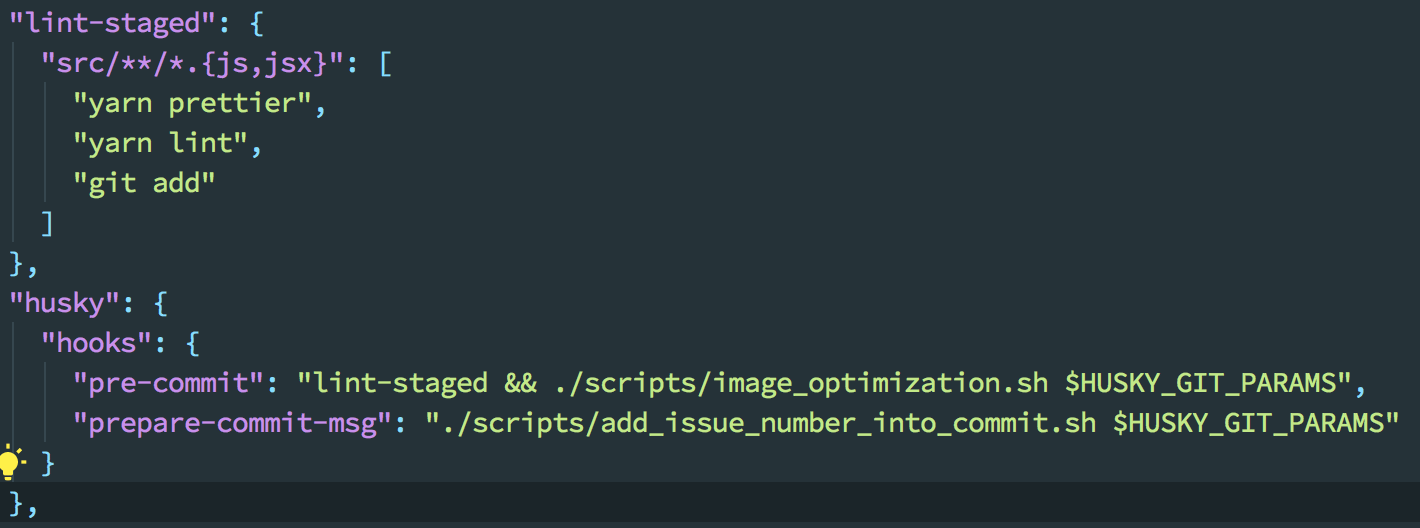 "lint-staged": {
"src/**/*.{js,jsx}": [
"yarn prettier",
"yarn lint",
"git add"
]
},
"husky": {
"hooks": {
"pre-commit": "lint-staged && ./scripts/image_optimization.sh $HUSKY_GIT_PARAMS",
"prepare-commit-msg": "./scripts/add_issue_number_into_commit.sh $HUSKY_GIT_PARAMS"
}
},